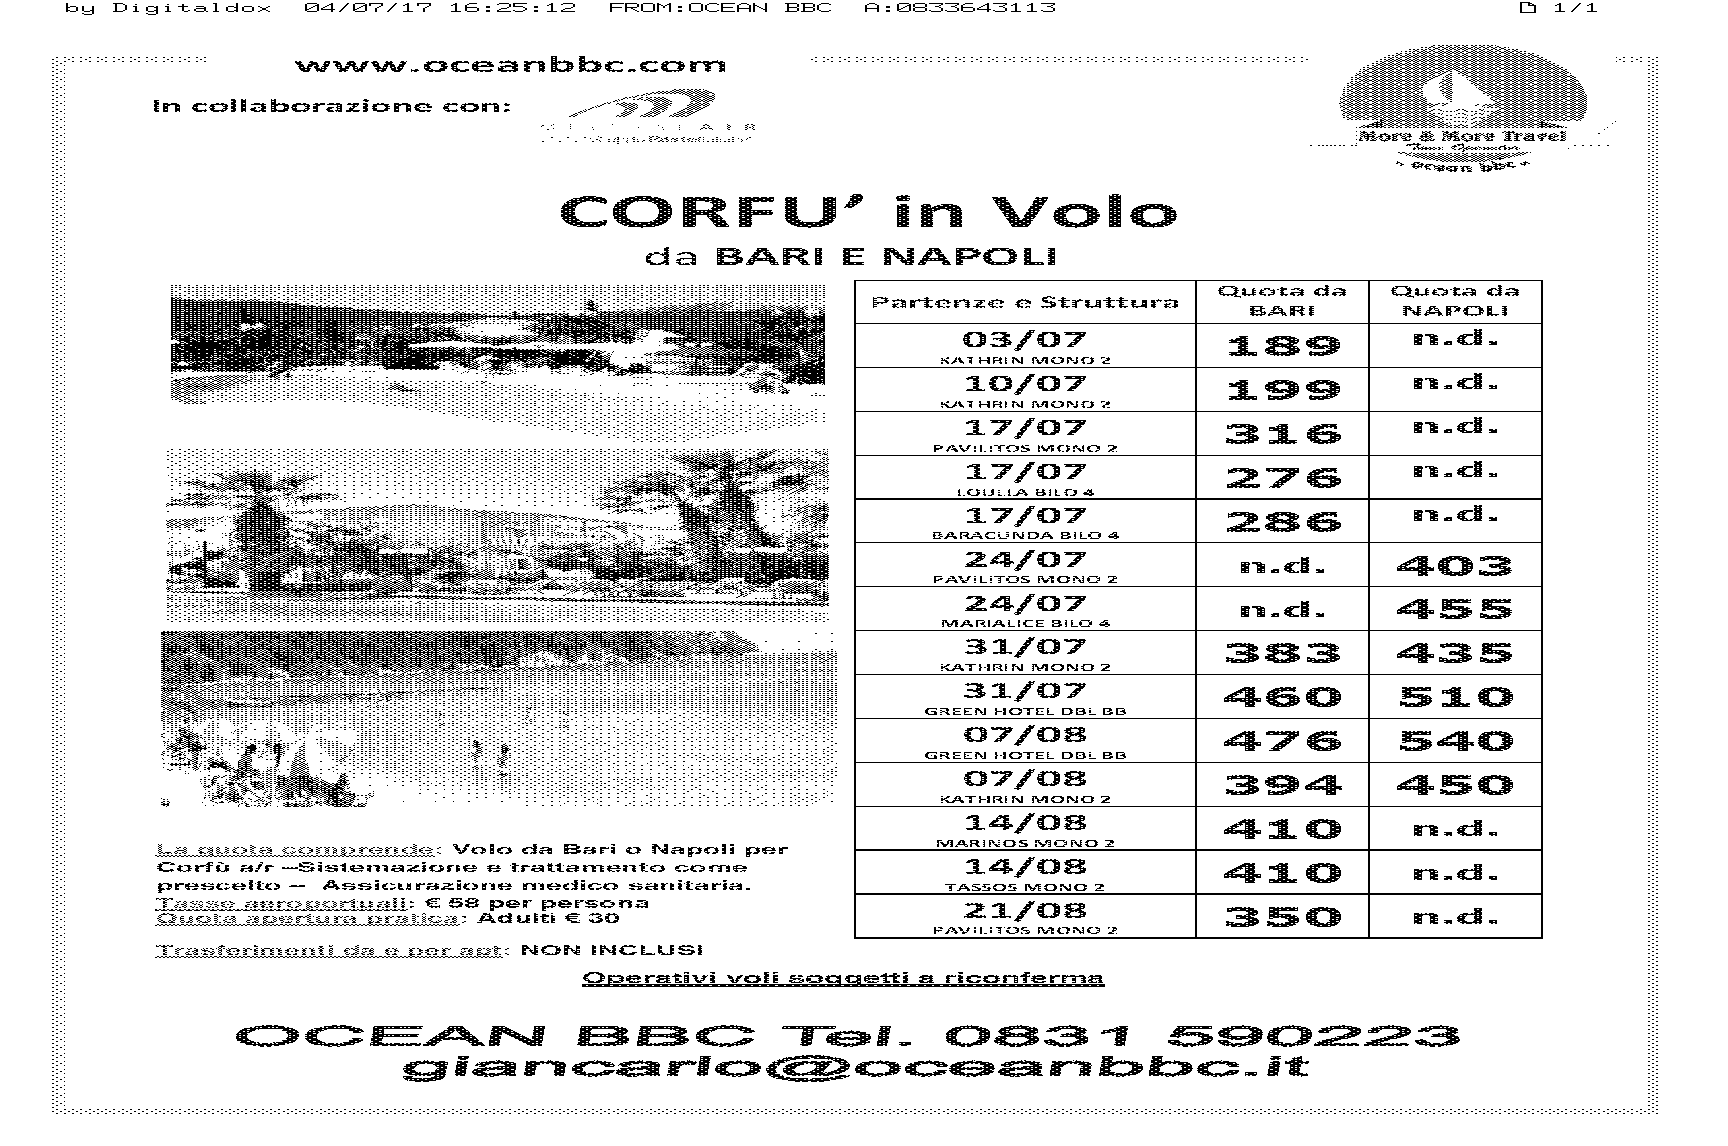 by Digitaldox 04/07/17 16:25:12 FROM:OCEAN BBC A:0833643113 1/1
www.oceanbbc.com
In collaborazione con:
More & More Travel
Ocean bbc
CORFU' in Volo
da BARI E NAPOLI
Partenze e Struttura Quota da BARI Quota da NAPOLI
03/07 189 n.d.
KATHRIN MONO 2
10/07 199 n.d.
KATHRIN MONO 2
17/07 316 n.d.
PAVILITOS MONO 2
17/07 276 n.d.
LOULLA BILO 4
17/07 286 n.d.
BARACUNDA BILO 4
24/07 n.d. 403
PAVILITOS MONO 2
24/07 n.d. 455
MARIALICE BILO 4
31/07 383 435
KATHRIN MONO 2
31/07 460 510
GREEN HOTEL DBL BB
07/08 476 540
GREEN HOTEL DBL BB
07/08 394 450
KATHRIN MONO 2
14/08 410 n.d.
MARINOS MONO 2
14/08 410 n.d.
TASSOS MONO 2
21/08 350 n.d.
PAVILITOS MONO 2
La quota comprende: Volo da Bari o Napoli per
Corfù a/r –Sistemazione e trattamento come
prescelto – Assicurazione medico sanitaria.
Tasse aeroportuali: € 58 per persona
Quota apertura pratica: Adulti € 30
Trasferimenti da e per apt: NON INCLUSI
Operativi voli soggetti a riconferma
OCEAN BBC Tel. 0831 590223
giancarlo@oceanbbc.it